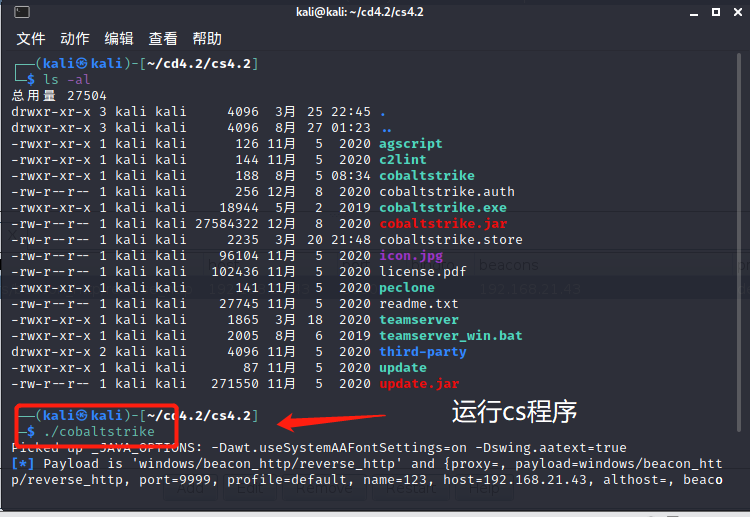 kali@kali: ~/cd4.2/cs4.2
文件 动作 编辑 查看 帮助
┌──(kali㉿kali)-[~/cd4.2/cs4.2]
└─$ ls -al
总用量 27504
drwxr-xr-x 3 kali kali     4096  3月 25 22:45 .
drwxr-xr-x 3 kali kali     4096  8月 27 01:23 ..
-rwxr-xr-x 1 kali kali      126 11月  5  2020 agscript
-rwxr-xr-x 1 kali kali      144 11月  5  2020 c2lint
-rwxr-xr-x 1 kali kali      188  8月  5 08:34 cobaltstrike
-rw-r--r-- 1 kali kali      256 12月  8  2020 cobaltstrike.auth
-rwxr-xr-x 1 kali kali    18944  5月  2  2019 cobaltstrike.exe
-rw-r--r-- 1 kali kali 27584322 12月  8  2020 cobaltstrike.jar
-rw-r--r-- 1 kali kali     2235  3月 20 21:48 cobaltstrike.store
-rw-r--r-- 1 kali kali    96104 11月  5  2020 icon.jpg
-rw-r--r-- 1 kali kali   102436 11月  5  2020 license.pdf
-rwxr-xr-x 1 kali kali      141 11月  5  2020 peclone
-rw-r--r-- 1 kali kali    27745 11月  5  2020 readme.txt
-rwxr-xr-x 1 kali kali     1865  3月 18  2020 teamserver
-rwxr-xr-x 1 kali kali     2005  8月  6  2019 teamserver_win.bat
drwxr-xr-x 2 kali kali     4096 11月  5  2020 third-party
-rwxr-xr-x 1 kali kali       87 11月  5  2020 update
-rw-r--r-- 1 kali kali   271550 11月  5  2020 update.jar
┌──(kali㉿kali)-[~/cd4.2/cs4.2]
└─$ ./cobaltstrike
运行cs程序
Picked up _JAVA_OPTIONS: -Dawt.useSystemAAFontSettings=on -Dswing.aatext=true
[*] Payload is 'windows/beacon_http/reverse_http' and {proxy=, payload=windows/beacon_htt
p/reverse_http, port=9999, profile=default, name=123, host=192.168.21.43, althost=, beaco